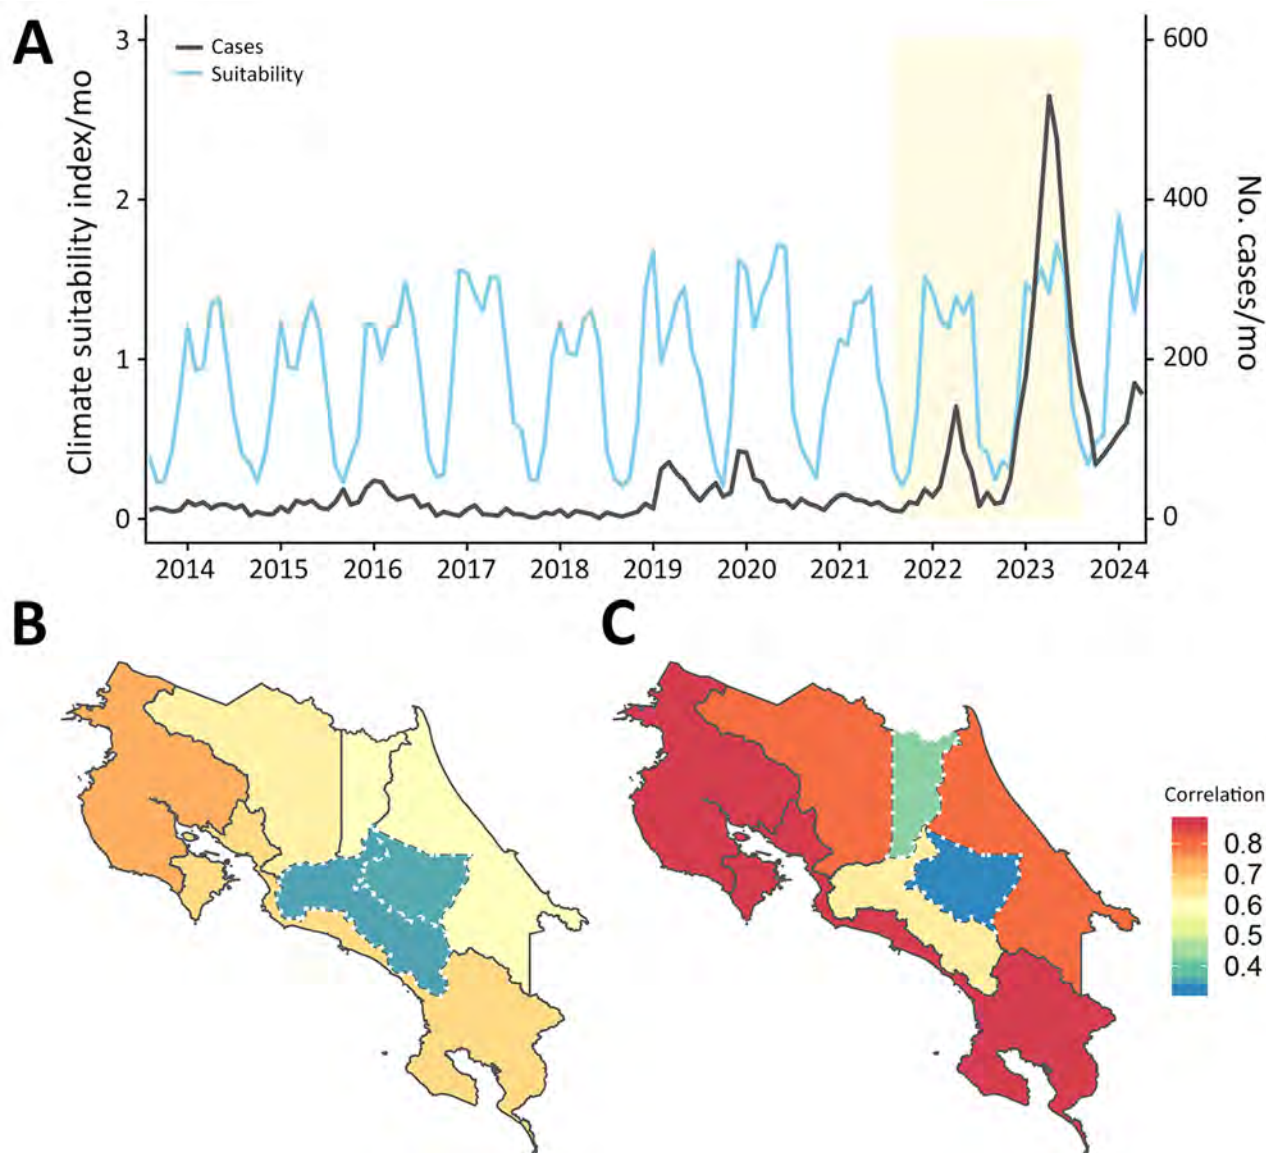 A
Climate suitability index/mo
3
2
1
0
Cases
Suitability
600
400
200
0
No. cases/mo
2014 2015 2016 2017 2018 2019 2020 2021 2022 2023 2024
B
C
Correlation
0.8
0.7
0.6
0.5
0.4